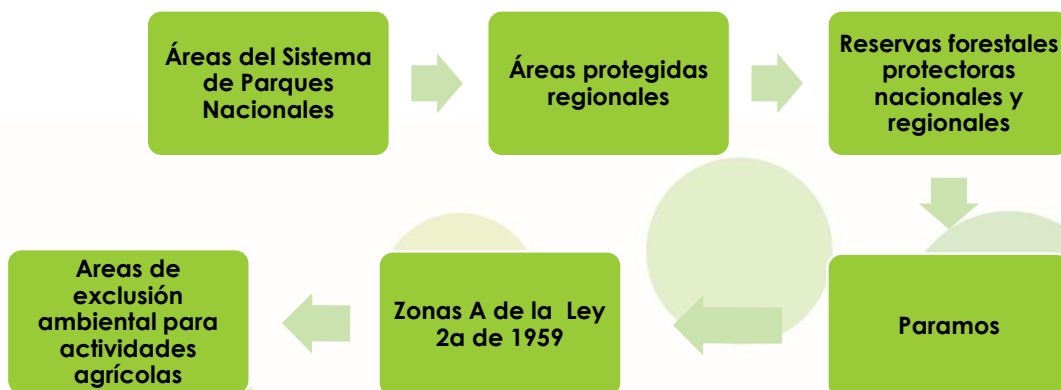 Áreas del Sistema
de Parques
Nacionales
Áreas protegidas
regionales
Reservas forestales
protectoras
nacionales y
regionales
Paramos
Zonas A de la Ley
2a de 1959
Areas de
exclusión
ambiental para
actividades
agrícolas